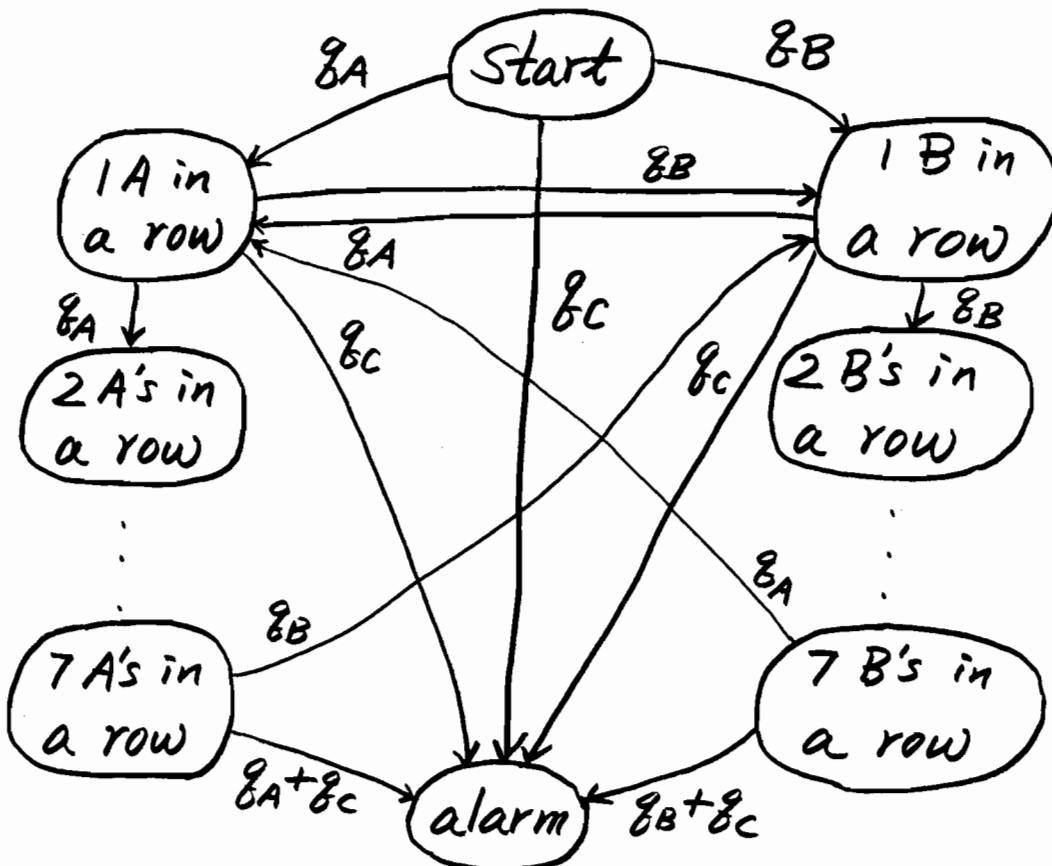 Start
qA
qB
1 A in
a row
1 B in
a row
qB
qA
qA
qC
qC
qC
qB
2 A's in
a row
2 B's in
a row
qB
qA
7 A's in
a row
7 B's in
a row
qA+qC
alarm
qB+qC